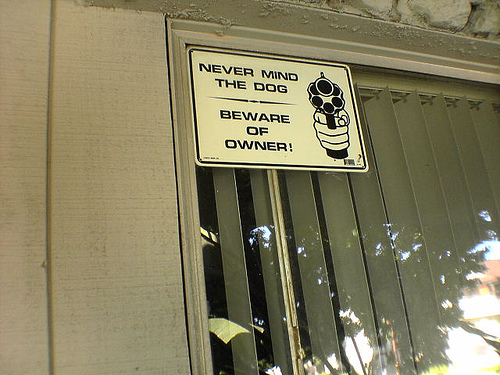 NEVER MIND
THE DOG
BEWARE
OF
OWNER!